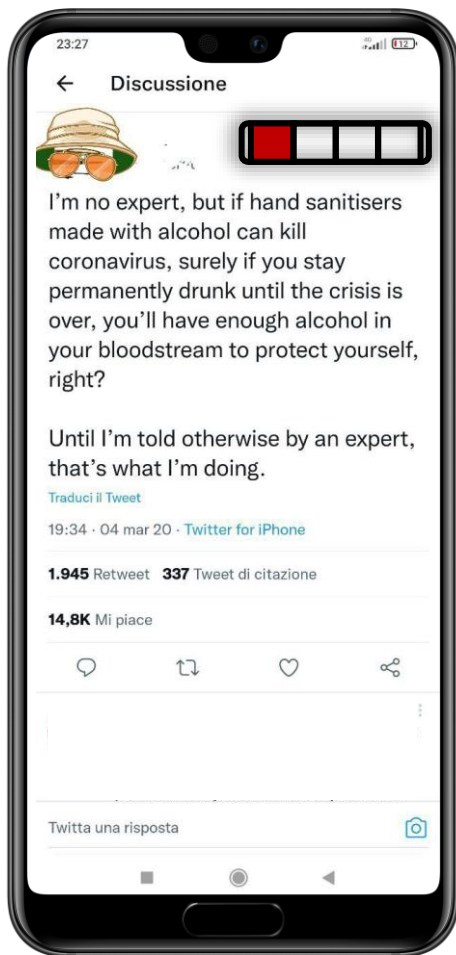 23:27
4G 12
Discussione
I’m no expert, but if hand sanitisers
made with alcohol can kill
coronavirus, surely if you stay
permanently drunk until the crisis is
over, you’ll have enough alcohol in
your bloodstream to protect yourself,
right?
Until I’m told otherwise by an expert,
that’s what I’m doing.
Traduci il Tweet
19:34 · 04 mar 20 · Twitter for iPhone
1.945 Retweet 337 Tweet di citazione
14,8K Mi piace
Twitta una risposta